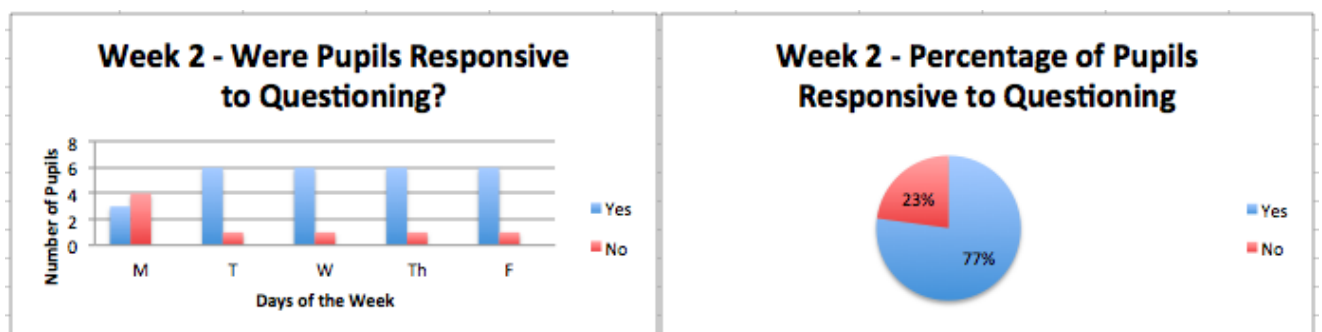 Week 2 - Were Pupils Responsive
to Questioning?
Number of Pupils
8
6
4
2
0
M T W Th F
Days of the Week
Yes
No
Week 2 - Percentage of Pupils
Responsive to Questioning
23%
77%
Yes
No